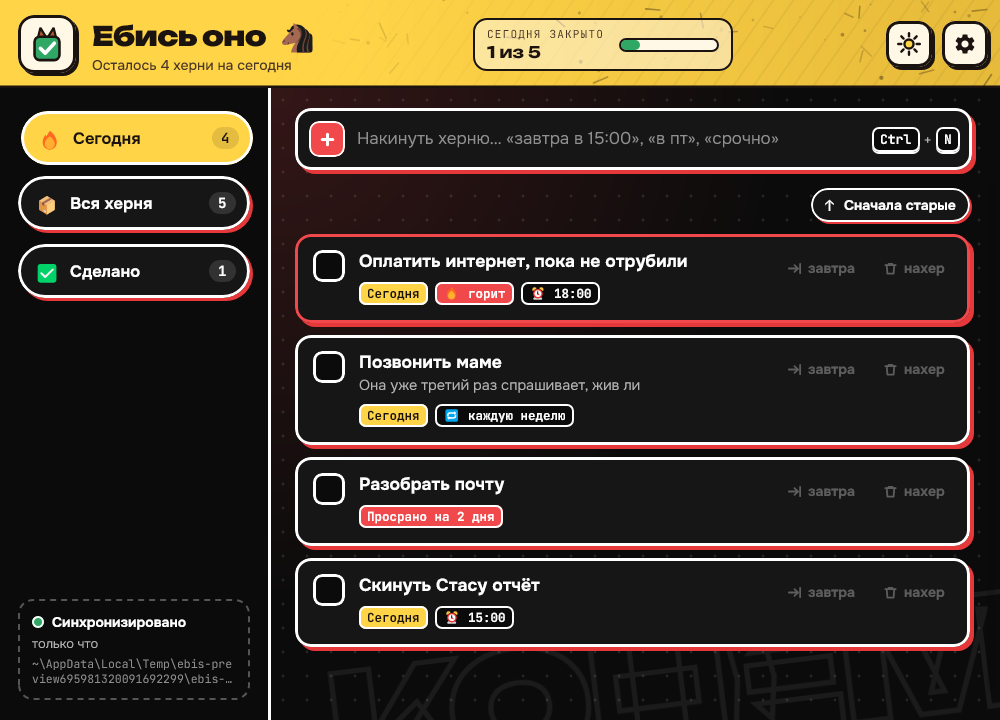 Ебись оно
Осталось 4 херни на сегодня
СЕГОДНЯ ЗАКРЫТО
1 из 5
Сегодня 4
Вся херня 5
Сделано 1
Накинуть херню... «завтра в 15:00», «в пт», «срочно» Ctrl + N
↑ Сначала старые
Оплатить интернет, пока не отрубили
завтра нахер
Сегодня горит 18:00
Позвонить маме
завтра нахер
Она уже третий раз спрашивает, жив ли
Сегодня каждую неделю
Разобрать почту
завтра нахер
Просрано на 2 дня
Скинуть Стасу отчёт
завтра нахер
Сегодня 15:00
Синхронизировано
только что
~\AppData\Local\Temp\ebis-pre
view695981320091692299\ebis-…